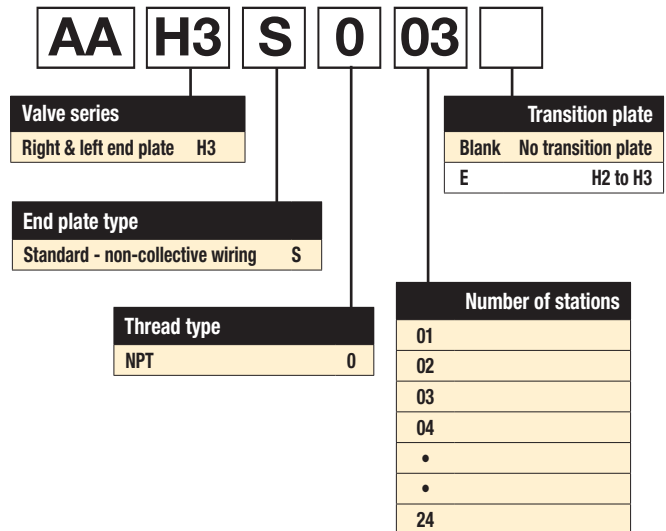 AA H3 S 0 03
Valve series
Right & left end plate H3
Transition plate
Blank No transition plate
E H2 to H3
End plate type
Standard - non-collective wiring S
Thread type
NPT 0
Number of stations
01
02
03
04
•
•
24